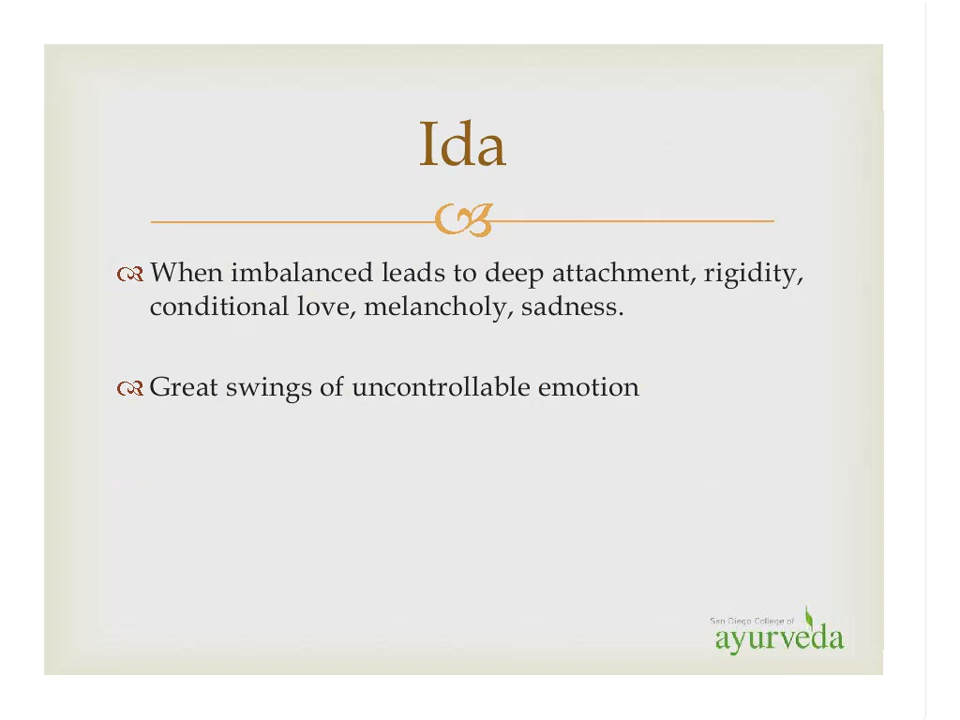 Ida
When imbalanced leads to deep attachment, rigidity,
conditional love, melancholy, sadness.
Great swings of uncontrollable emotion
San Diego College of
ayurveda